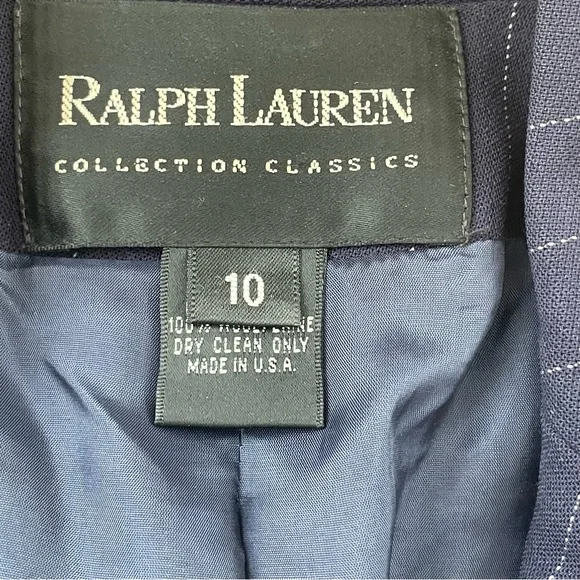 RALPH LAUREN
COLLECTION CLASSICS
10
100%
DRY CLEAN ONLY
MADE IN U.S.A.